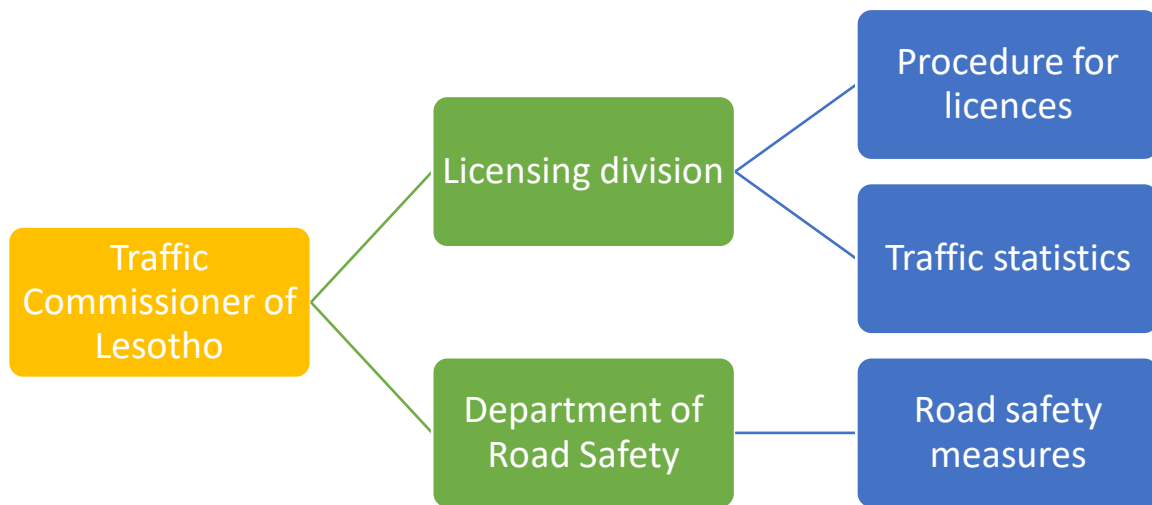 Traffic
Commissioner of
Lesotho
Licensing division
Department of
Road Safety
Procedure for
licences
Traffic statistics
Road safety
measures